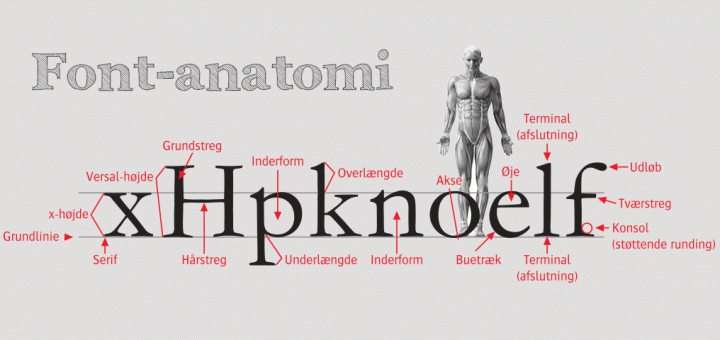 Font-anatomi
Terminal
(afslutning)
Grundstreg
Inderform
Versal-højde
Overlængde
Akse
Øje
Udløb
Tværstreg
x-højde
xHpknoelf
Grundlinie
Konsol
(støttende runding)
Serif
Hårstreg
Underlængde
Inderform
Buetræk
Terminal
(afslutning)